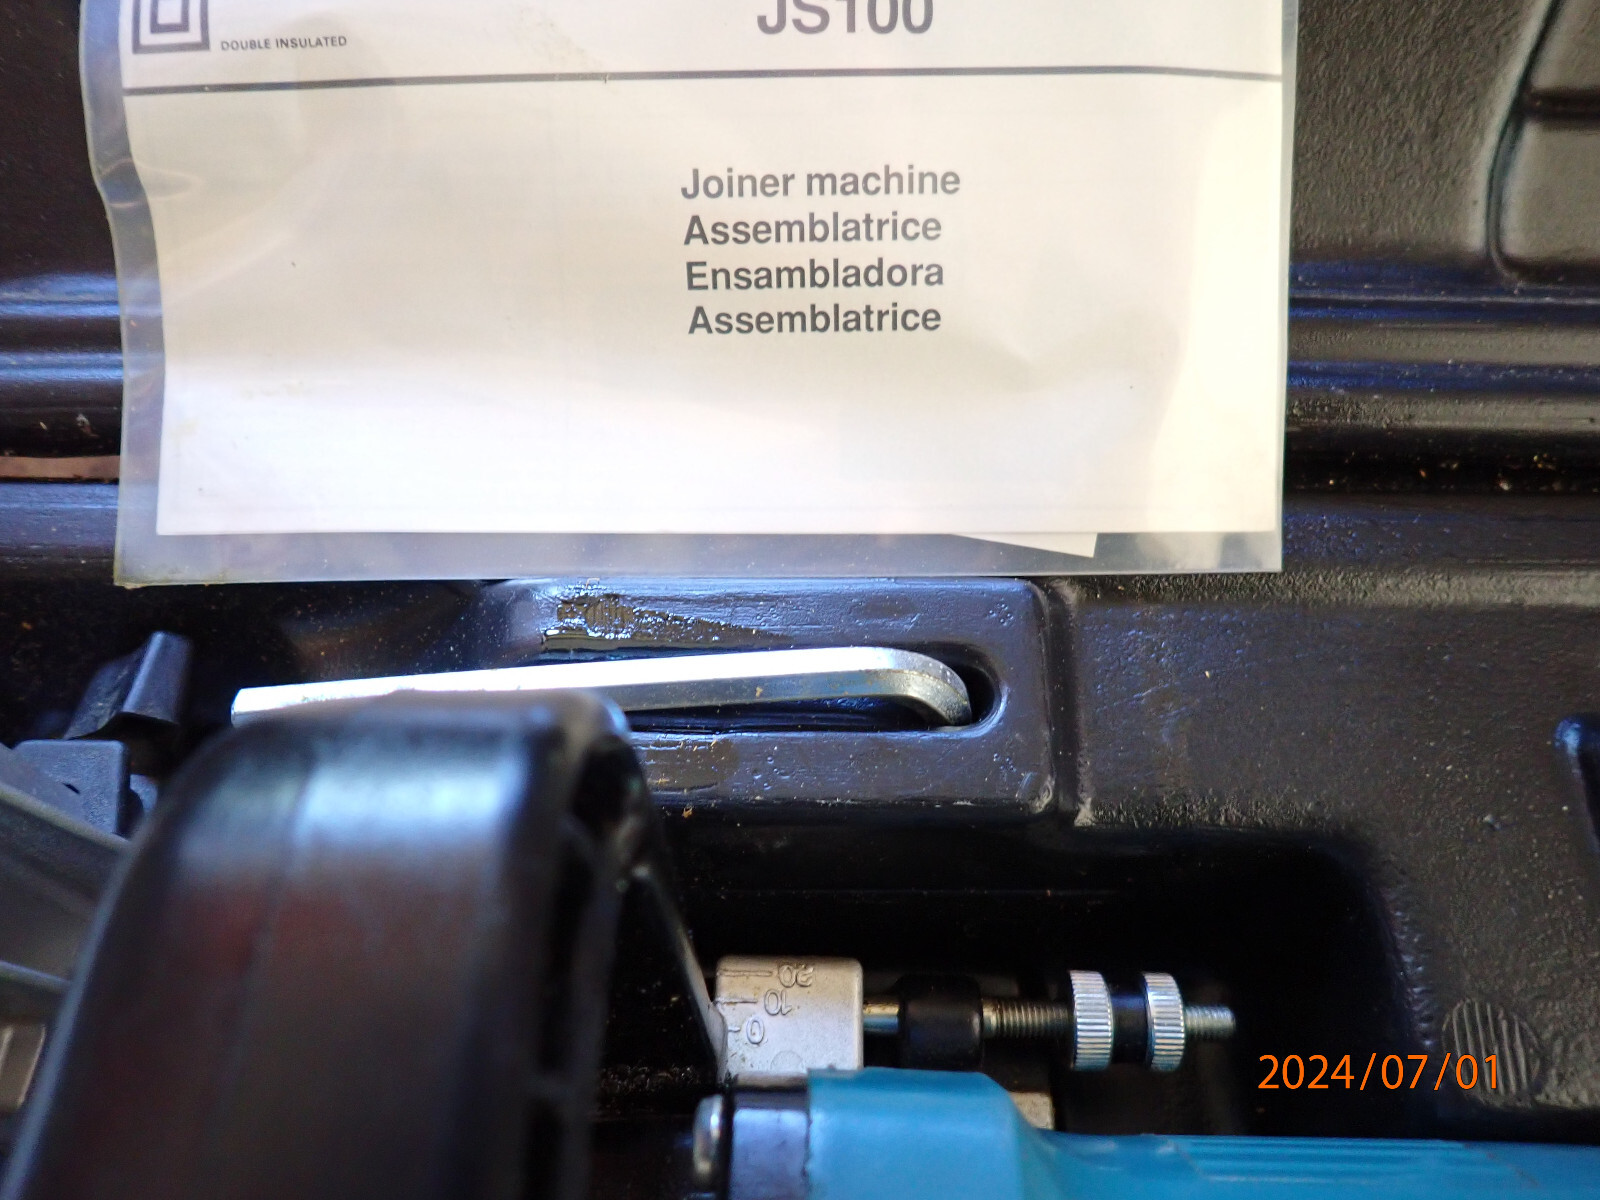 JS100
DOUBLE INSULATED
Joiner machine
Assemblatrice
Ensambladora
Assemblatrice
20
10
0
2024/07/01